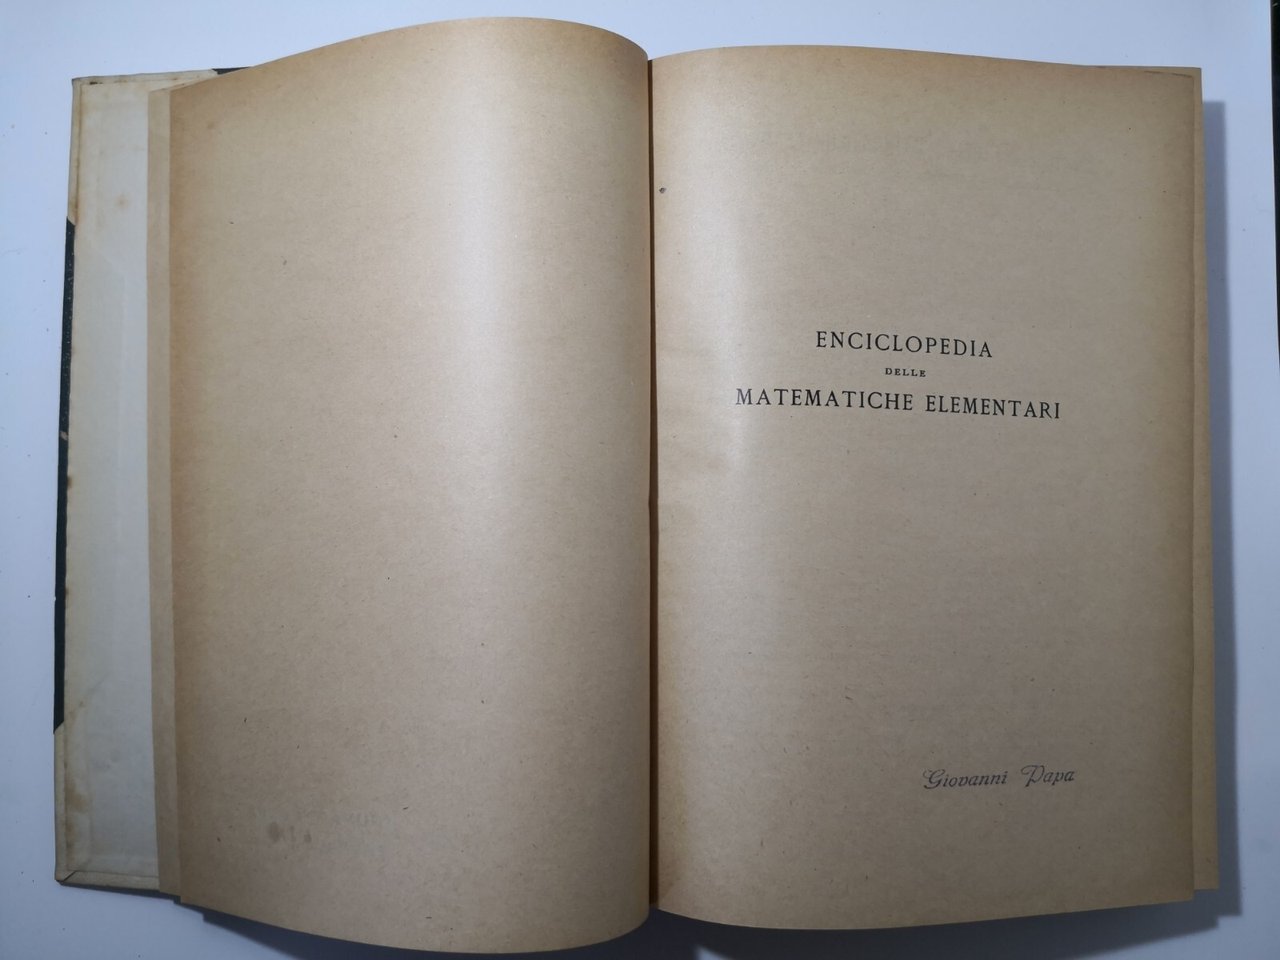 ENCICLOPEDIA
DELLE
MATEMATICHE ELEMENTARI
Giovanni Papa